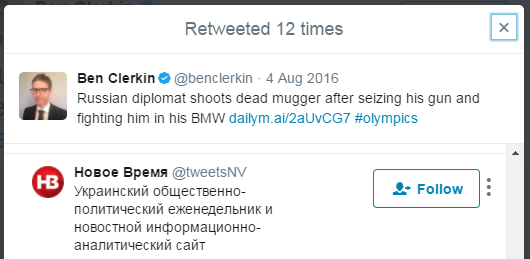 Retweeted 12 times
Ben Clerkin @benclerkin · 4 Aug 2016
Russian diplomat shoots dead mugger after seizing his gun and
fighting him in his BMW dailym.ai/2aUvCG7 #olympics
НВ
Новое Время @tweetsNV
Follow
Украинский общественно-
политический еженедельник и
новостной информационно-
аналитический сайт